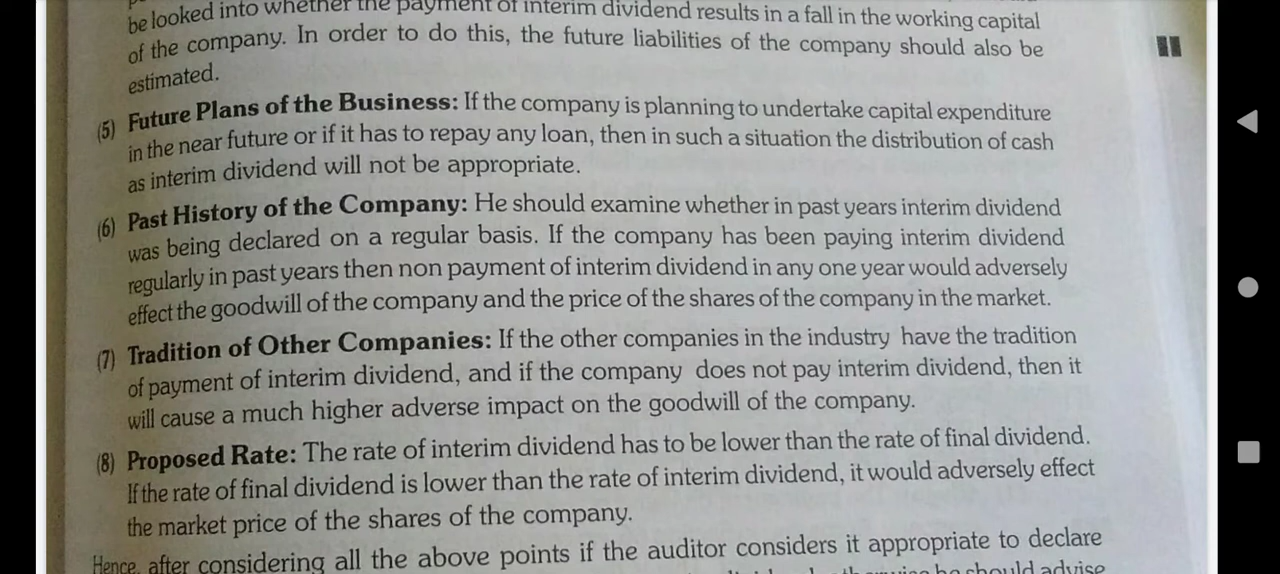 be looked into whether the payment of interim dividend results in a fall in the working capital
of the company. In order to do this, the future liabilities of the company should also be
estimated.
(5) Future Plans of the Business: If the company is planning to undertake capital expenditure
in the near future or if it has to repay any loan, then in such a situation the distribution of cash
as interim dividend will not be appropriate.
(6) Past History of the Company: He should examine whether in past years interim dividend
was being declared on a regular basis. If the company has been paying interim dividend
regularly in past years then non payment of interim dividend in any one year would adversely
effect the goodwill of the company and the price of the shares of the company in the market.
(7) Tradition of Other Companies: If the other companies in the industry have the tradition
of payment of interim dividend, and if the company does not pay interim dividend, then it
will cause a much higher adverse impact on the goodwill of the company.
(8) Proposed Rate: The rate of interim dividend has to be lower than the rate of final dividend.
If the rate of final dividend is lower than the rate of interim dividend, it would adversely effect
the market price of the shares of the company.
Hence, after considering all the above points if the auditor considers it appropriate to declare
he should advise